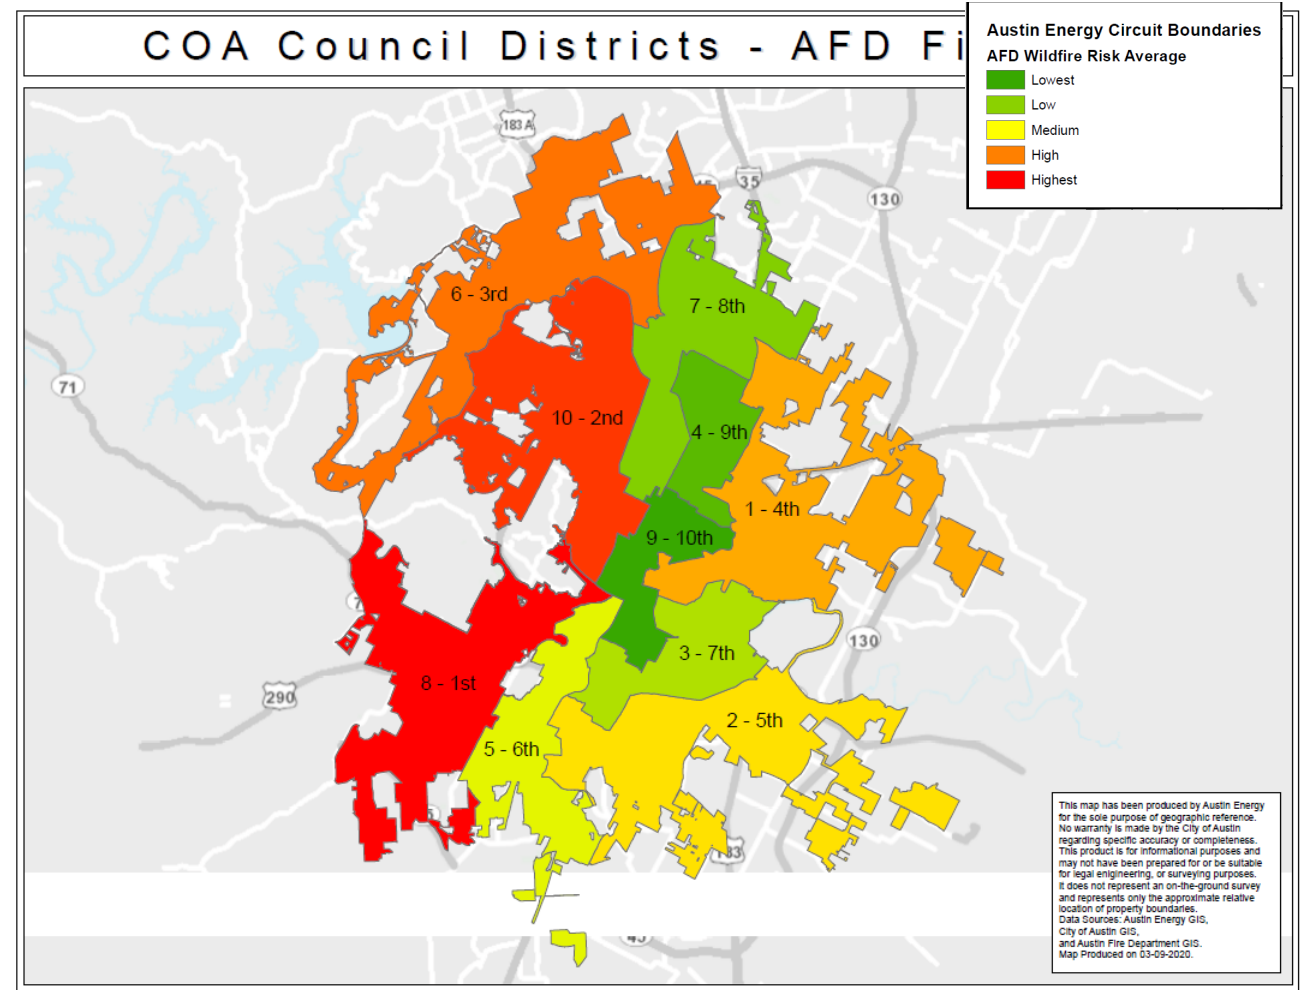 COA Council Districts - AFD Fi
Austin Energy Circuit Boundaries
AFD Wildfire Risk Average
Lowest
Low
Medium
High
Highest
183A
35
130
6 - 3rd
7 - 8th
71
10 - 2nd
4 - 9th
1 - 4th
9 - 10th
130
3 - 7th
8 - 1st
290
2 - 5th
5 - 6th
This map has been produced by Austin Energy
for the sole purpose of geographic reference.
No warranty is made by the City of Austin
regarding specific accuracy or completeness.
This product is for informational purposes and
may not have been prepared for or be suitable
for legal enigineering, or surveying purposes.
It does not represent an on-the-ground survey
and represents only the approximate relative
location of property boundaries.
Data Sources: Austin Energy GIS,
City of Austin GIS,
and Austin Fire Department GIS.
Map Produced on 03-09-2020.